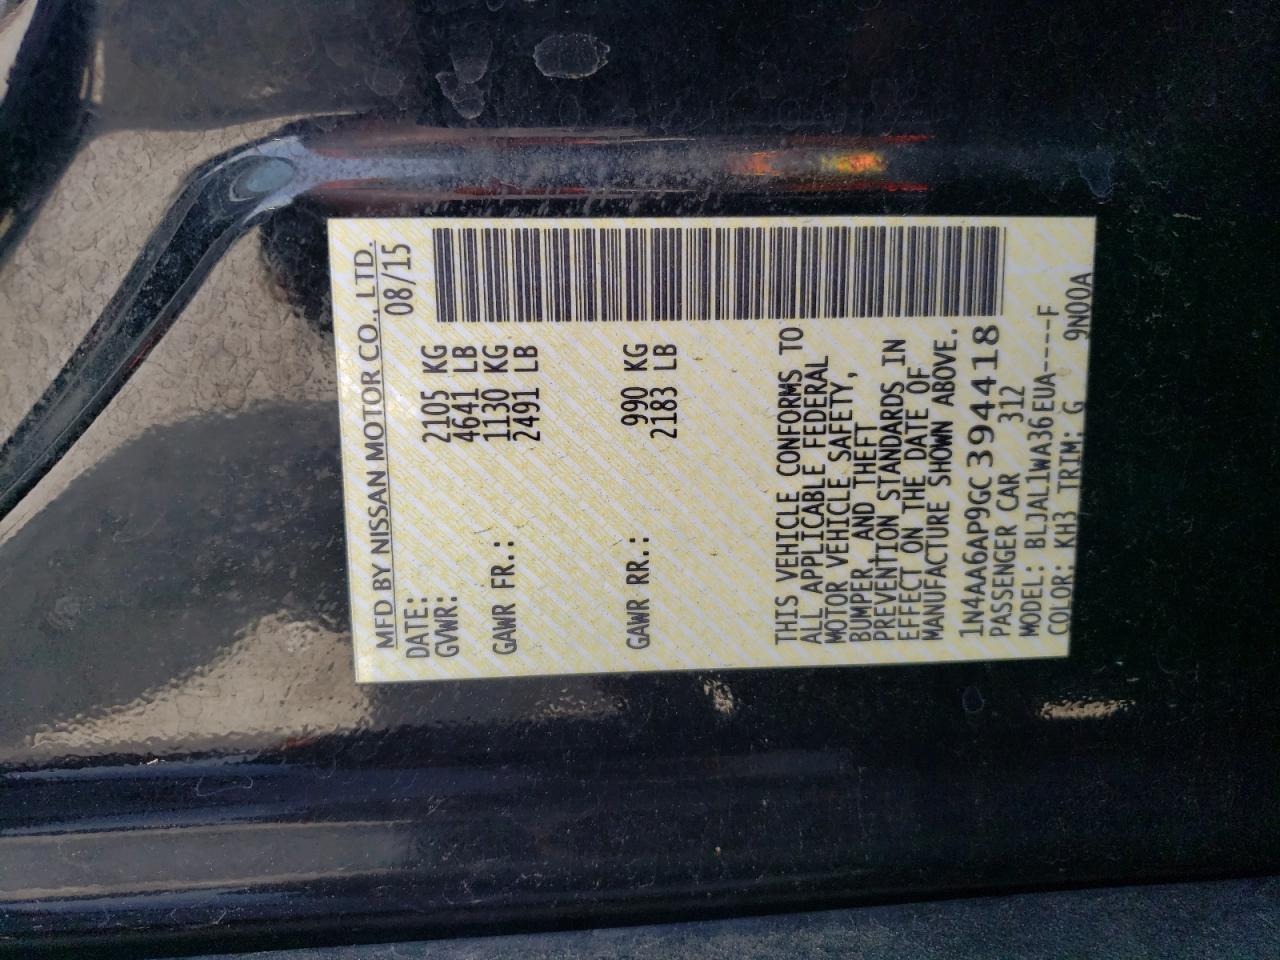 MFD BY NISSAN MOTOR CO., LTD.
DATE: 08/15
GVWR: 2105 KG
4641 LB
GAWR FR.: 1130 KG
2491 LB
GAWR RR.: 990 KG
2183 LB
THIS VEHICLE CONFORMS TO
ALL APPLICABLE FEDERAL
MOTOR VEHICLE SAFETY,
BUMPER, AND THEFT
PREVENTION STANDARDS IN
EFFECT ON THE DATE OF
MANUFACTURE SHOWN ABOVE.
1N4AA6AP9GC394418
PASSENGER CAR 312
MODEL: BLJAL1WA36EUA----F
COLOR: KH3 TRIM: G 9N00A